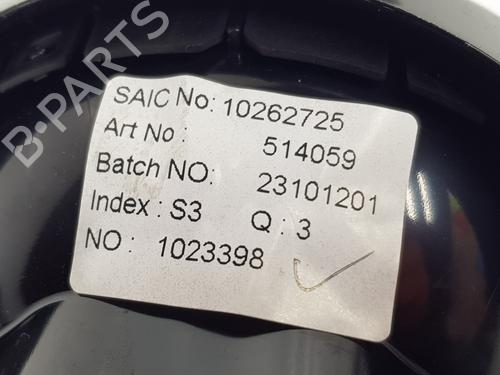 B-PARTS
SAIC No: 10262725
Art No : 514059
Batch NO: 23101201
Index : S3 Q : 3
NO : 1023398